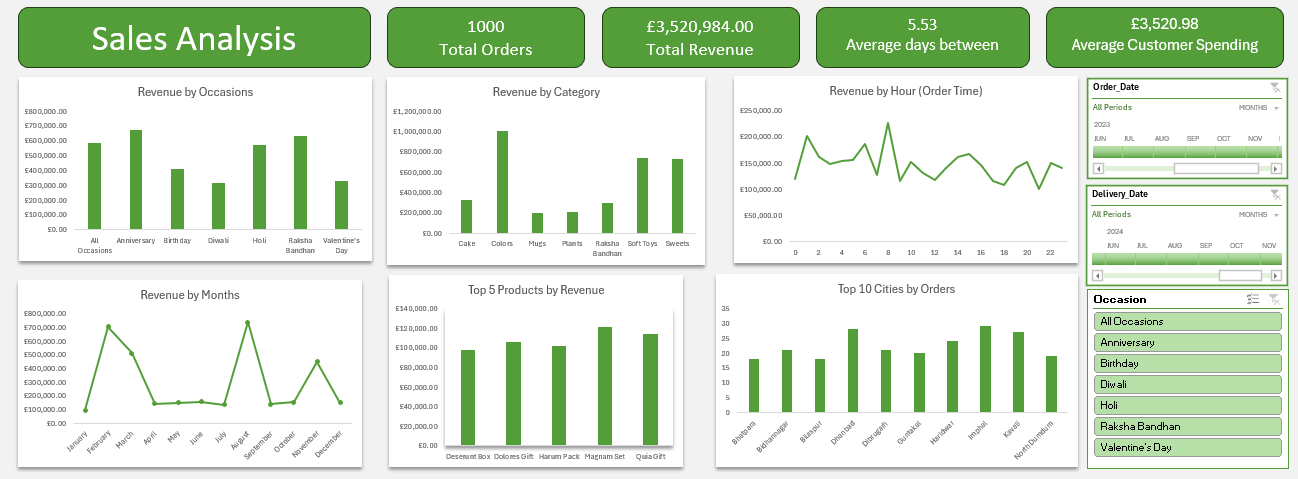 Sales Analysis
1000
Total Orders
£3,520,984.00
Total Revenue
5.53
Average days between
£3,520.98
Average Customer Spending
Revenue by Occasions
£800,000.00
£700,000.00
£600,000.00
£500,000.00
£400,000.00
£300,000.00
£200,000.00
£100,000.00
£0.00
All Occasions
Anniversary
Birthday
Diwali
Holi
Raksha Bandhan
Valentine's Day
Revenue by Category
£1,200,000.00
£1,000,000.00
£800,000.00
£600,000.00
£400,000.00
£200,000.00
£0.00
Cake
Colors
Mugs
Plants
Raksha Bandhan
Soft Toys
Sweets
Revenue by Hour (Order Time)
£250,000.00
£200,000.00
£150,000.00
£100,000.00
£50,000.00
£0.00
0 2 4 6 8 10 12 14 16 18 20 22
Order_Date
All Periods
MONTHS
2023
JUN JUL AUG SEP OCT NOV
Delivery_Date
All Periods
MONTHS
2024
JUN JUL AUG SEP OCT NOV
Revenue by Months
£800,000.00
£700,000.00
£600,000.00
£500,000.00
£400,000.00
£300,000.00
£200,000.00
£100,000.00
£0.00
January
February
March
April
May
June
July
August
September
October
November
December
Top 5 Products by Revenue
£140,000.00
£120,000.00
£100,000.00
£80,000.00
£60,000.00
£40,000.00
£20,000.00
£0.00
Deserunt Box
Dolores Gift
Harum Pack
Magnam Set
Quia Gift
Top 10 Cities by Orders
35
30
25
20
15
10
5
0
Bhatpara
Bidhannagar
Bilaspur
Dhanbad
Dibrugarh
Guntakal
Haridwar
Imphal
Kavali
North Dumdum
Occasion
All Occasions
Anniversary
Birthday
Diwali
Holi
Raksha Bandhan
Valentine's Day